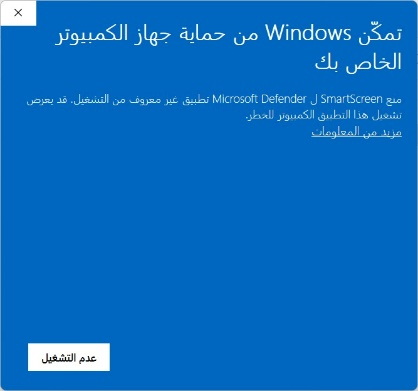 تمكّن Windows من حماية جهاز الكمبيوتر
الخاص بك
منع SmartScreen ل Microsoft Defender تطبيق غير معروف من التشغيل. قد يعرض
تشغيل هذا التطبيق الكمبيوتر للخطر.
مزيد من المعلومات
عدم التشغيل